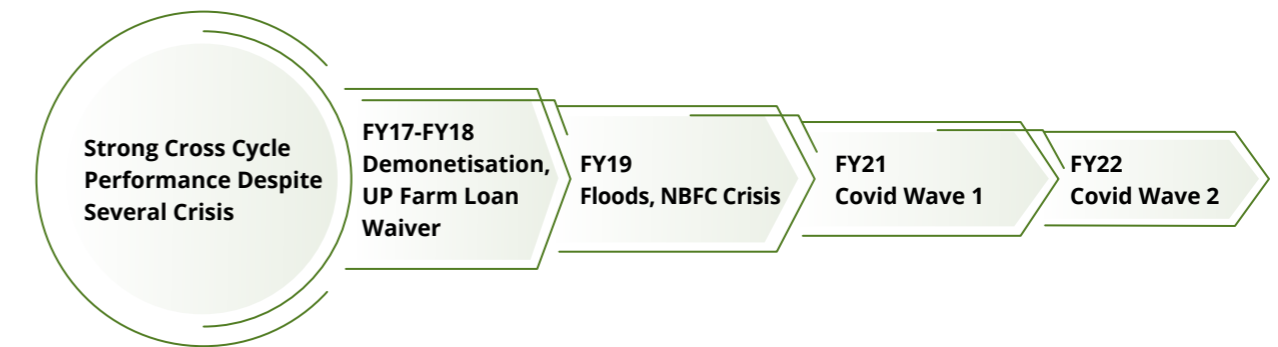 Strong Cross Cycle
Performance Despite
Several Crisis
FY17-FY18
Demonetisation,
UP Farm Loan
Waiver
FY19
Floods, NBFC Crisis
FY21
Covid Wave 1
FY22
Covid Wave 2